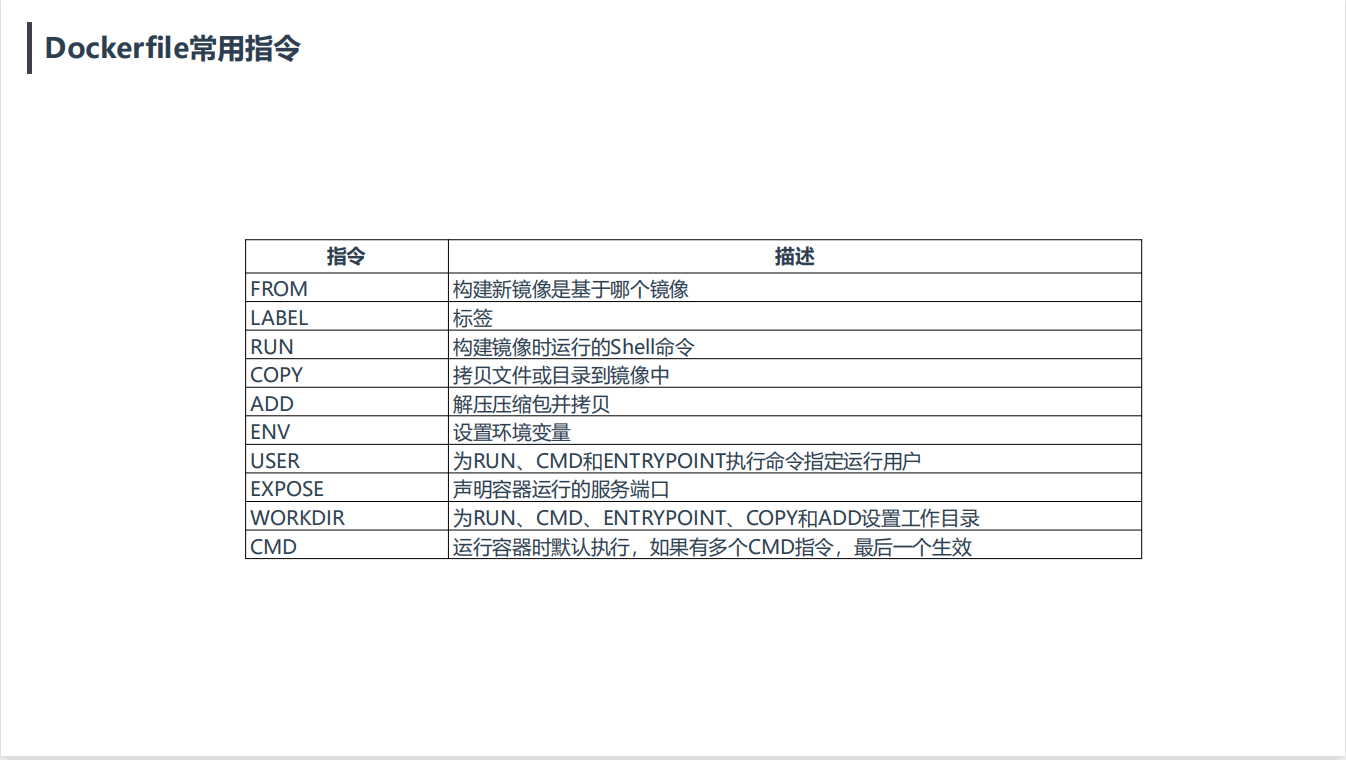 Dockerfile常用指令
指令 描述
FROM 构建新镜像是基于哪个镜像
LABEL 标签
RUN 构建镜像时运行的Shell命令
COPY 拷贝文件或目录到镜像中
ADD 解压压缩包并拷贝
ENV 设置环境变量
USER 为RUN、CMD和ENTRYPOINT执行命令指定运行用户
EXPOSE 声明容器运行的服务端口
WORKDIR 为RUN、CMD、ENTRYPOINT、COPY和ADD设置工作目录
CMD 运行容器时默认执行，如果有多个CMD指令，最后一个生效